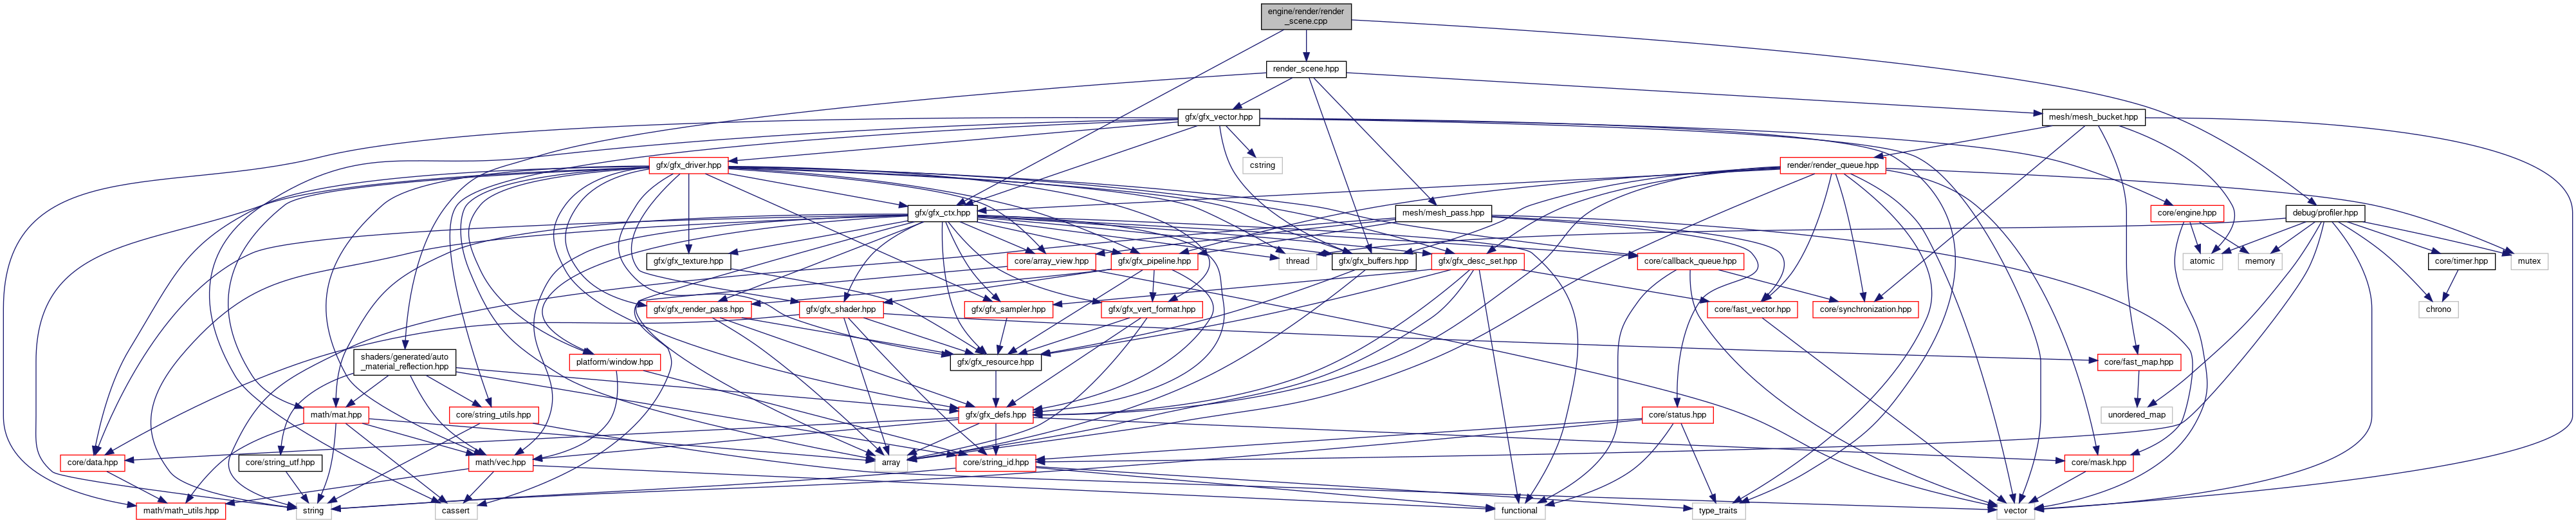 engine/render/render
_scene.cpp
render_scene.hpp
gfx/gfx_vector.hpp
mesh/mesh_bucket.hpp
gfx/gfx_driver.hpp
cstring
render/render_queue.hpp
gfx/gfx_ctx.hpp
mesh/mesh_pass.hpp
core/engine.hpp
debug/profiler.hpp
gfx/gfx_texture.hpp
core/array_view.hpp
gfx/gfx_pipeline.hpp
thread
gfx/gfx_buffers.hpp
gfx/gfx_desc_set.hpp
core/callback_queue.hpp
atomic
memory
core/timer.hpp
mutex
gfx/gfx_render_pass.hpp
gfx/gfx_shader.hpp
gfx/gfx_sampler.hpp
gfx/gfx_vert_format.hpp
core/fast_vector.hpp
core/synchronization.hpp
chrono
shaders/generated/auto
_material_reflection.hpp
platform/window.hpp
gfx/gfx_resource.hpp
core/fast_map.hpp
math/mat.hpp
core/string_utils.hpp
gfx/gfx_defs.hpp
core/status.hpp
unordered_map
core/data.hpp
core/string_utf.hpp
math/vec.hpp
array
core/string_id.hpp
core/mask.hpp
math/math_utils.hpp
string
cassert
functional
type_traits
vector